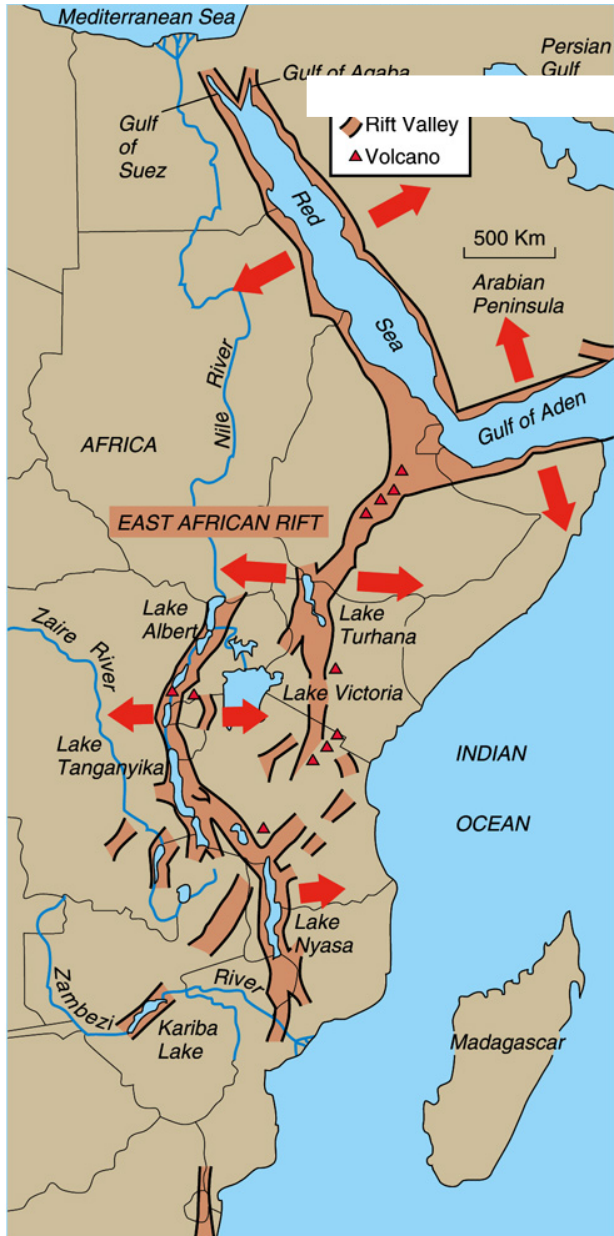 Mediterranean Sea
Persian
Gulf
Gulf of Aqaba
Gulf
of
Suez
Rift Valley
Volcano
Red
Sea
500 Km
Arabian
Peninsula
Nile River
AFRICA
Gulf of Aden
EAST AFRICAN RIFT
Lake
Albert
Lake
Turhana
Zaire River
Lake Victoria
Lake
Tanganyika
INDIAN
OCEAN
Lake
Nyasa
Zambezi River
Kariba
Lake
Madagascar